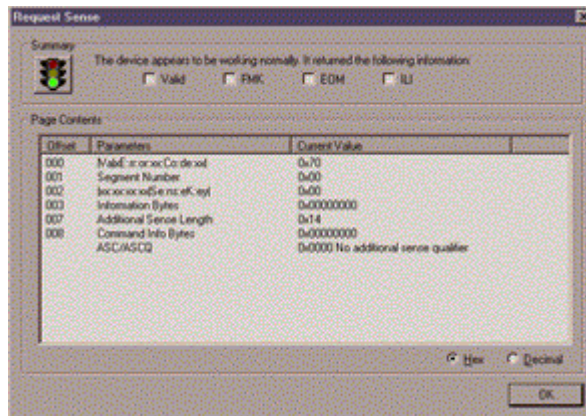 Request Sense
Summary
The device appears to be working normally. It returned the following information:
Valid FMK EOM ILI
Page Contents
Offset Parameters Current Value
000 0x70
001 Segment Number 0x00
002 0x00
003 Information Bytes 0x00000000
007 Additional Sense Length 0x14
008 Command Info Bytes 0x00000000
ASC/ASCQ 0x0000 No additional sense qualifier
Hex Decimal
OK